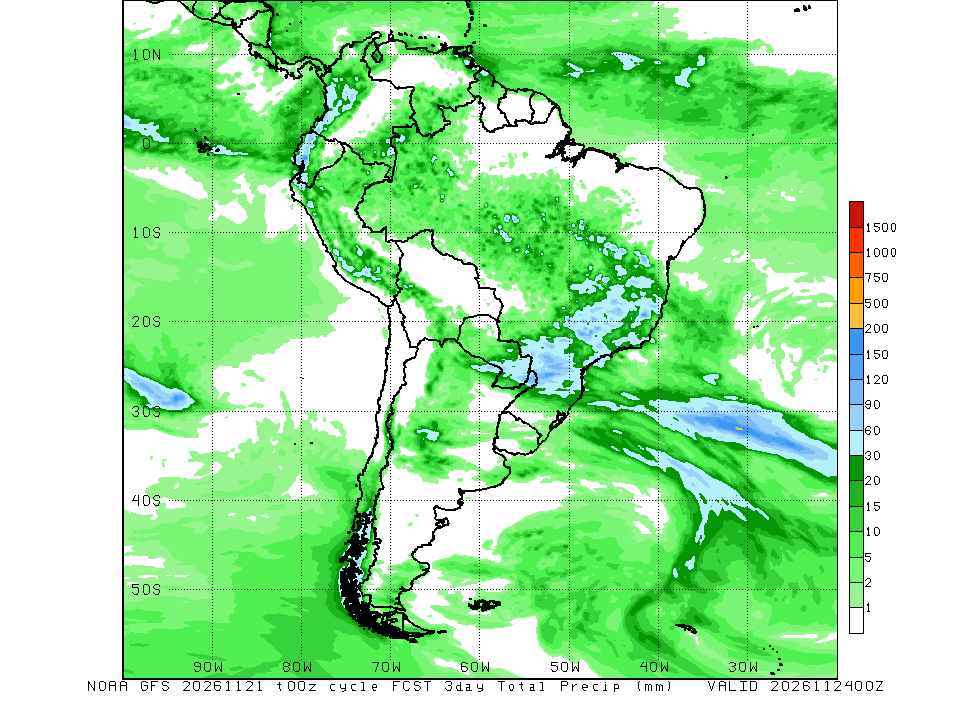 10N
0
10S
20S
30S
40S
50S
90W 80W 70W 60W 50W 40W 30W
1500
1000
750
500
200
150
120
90
60
30
20
15
10
5
2
1
NOAA GFS 20261121 t00z cycle FCST 3day Total Precip (mm) VALID 2026112400Z